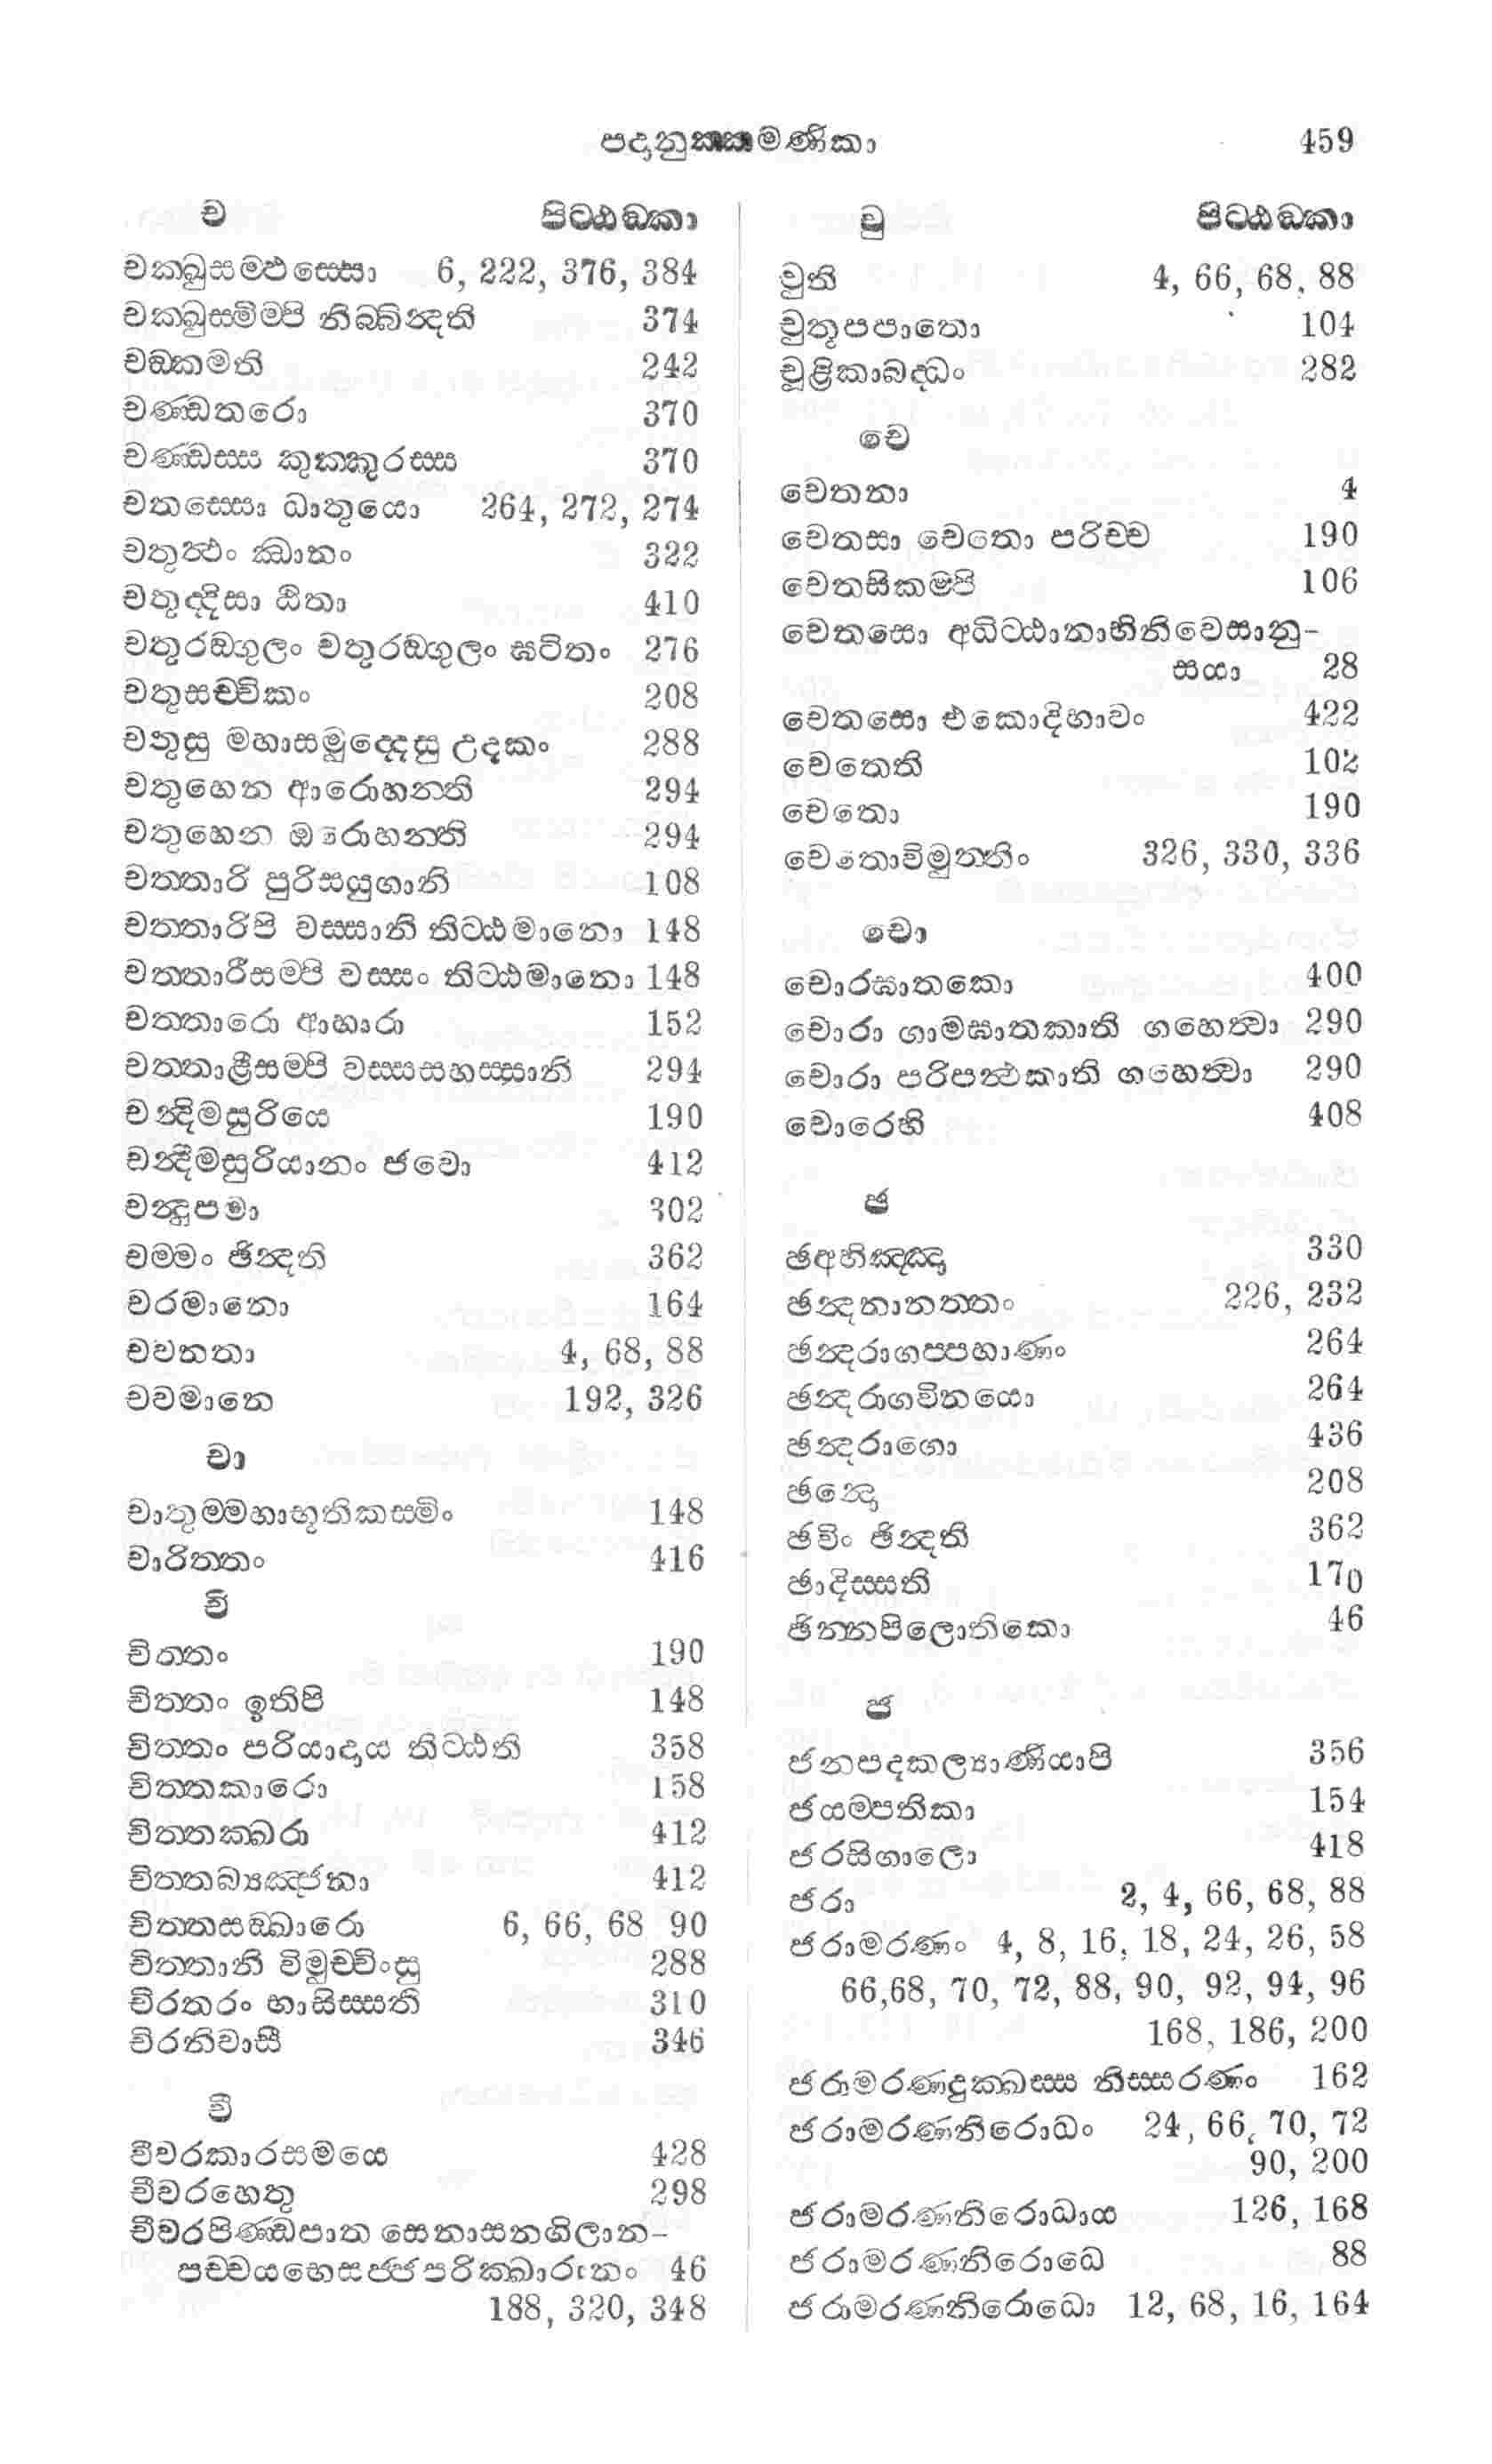 පදානුක්කමණිකා 459
ච පිට්ඨඞ්කා
චක්ඛුසම්ඵස්සො 6, 222, 376, 384
චක්ඛුස්මිම්පි නිබ්බින්දති 374
චඞ්කමති 242
චණ්ඩතරො 370
චණ්ඩස්ස කුක්කුරස්ස 370
චතස්සො ධාතුයො 264, 272, 274
චතුත්ථං ඣානං 322
චතුද්දිසා ඨිතා 410
චතුරඞ්ගුලං චතුරඞ්ගුලං ඝටිතං 276
චතුසච්චිකං 208
චතුසු මහාසමුද්දෙසු උදකං 288
චතුහෙන ආරොහන්ති 294
චතුහෙන ඔරොහන්ති 294
චත්තාරි පුරිසයුගානි 108
චත්තාරිපි වස්සානි තිට්ඨමානො 148
චත්තාරීසම්පි වස්සං තිට්ඨමානො 148
චත්තාරො ආහාරා 152
චත්තාළීසම්පි වස්සසහස්සානි 294
චන්දිමසුරියෙ 190
චන්දිමසුරියානං ජවො 412
චන්දූපමා 302
චම්මං ඡින්දති 362
චරමානො 164
චවනතා 4, 68, 88
චවමානෙ 192, 326
චා
චාතුම්මහාභූතිකස්මිං 148
චාරිත්තං 416
චි
චිත්තං 190
චිත්තං ඉතිපි 148
චිත්තං පරියාදාය තිට්ඨති 358
චිත්තකාරො 158
චිත්තක්ඛරා 412
චිත්තබ්‍යඤ්ජනා 412
චිත්තසඞ්ඛාරො 6, 66, 68 90
චිත්තානි විමුච්චිංසු 288
චිරතරං භාසිස්සති 310
චිරනිවාසී 346
චී
චීවරකාරසමයෙ 428
චීවරහෙතු 298
චීවරපිණ්ඩපාත සෙනාසනගිලාන-
පච්චයභෙසජ්ජපරික්ඛාරානං 46
188, 320, 348
චු පිට්ඨඞ්කා
චුති 4, 66, 68, 88
චුතූපපාතො 104
චූළිකාබද්ධං 282
චෙ
චෙතනා 4
චෙතසා චෙතො පරිච්ච 190
චෙතසිකම්පි 106
චෙතසො අධිට්ඨානාභිනිවෙසානු-
සයා 28
චෙතසො එකොදිභාවං 422
චෙතෙති 102
චෙතො 190
චෙතොවිමුත්තිං 326, 330, 336
චො
චොරඝාතකො 400
චොරා ගාමඝාතකාති ගහෙත්වා 290
චොරා පරිපන්ථකාති ගහෙත්වා 290
චොරෙහි 408
ඡ
ඡඅභිඤ්ඤා 330
ඡන්දනානත්තං 226, 232
ඡන්දරාගප්පහාණං 264
ඡන්දරාගවිනයො 264
ඡන්දරාගො 436
ඡන්දො 208
ඡවිං ඡින්දති 362
ඡාදිස්සති 170
ඡින්නපිලොතිකො 46
ජ
ජනපදකල්‍යාණියාපි 356
ජයම්පතිකා 154
ජරසිගාලො 418
ජරා 2, 4, 66, 68, 88
ජරාමරණං 4, 8, 16, 18, 24, 26, 58
66,68, 70, 72, 88, 90, 92, 94, 96
168, 186, 200
ජරාමරණදුක්ඛස්ස නිස්සරණං 162
ජරාමරණනිරොධං 24, 66, 70, 72
90, 200
ජරාමරණනිරොධාය 126, 168
ජරාමරණනිරොධෙ 88
ජරාමරණනිරොධො 12, 68, 16, 164